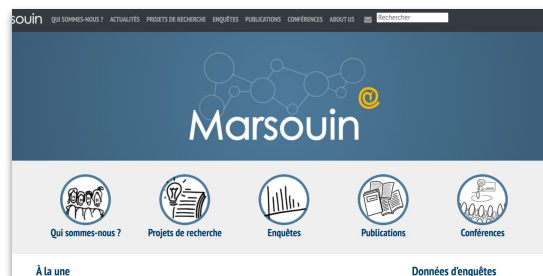 souin QUI SOMMES-NOUS ? ACTUALITÉS PROJETS DE RECHERCHE ENQUÊTES PUBLICATIONS CONFÉRENCES ABOUT US Rechercher
@
Marsouin
Qui sommes-nous ? Projets de recherche Enquêtes Publications Conférences
À la une Données d'enquêtes